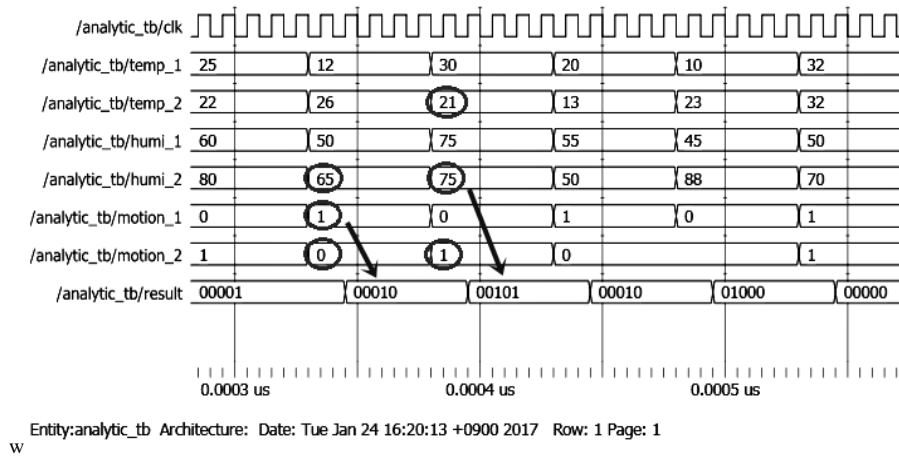 /analytic_tb/clk
/analytic_tb/temp_1 25 12 30 20 10 32
/analytic_tb/temp_2 22 26 21 13 23 32
/analytic_tb/humi_1 60 50 75 55 45 50
/analytic_tb/humi_2 80 65 75 50 88 70
/analytic_tb/motion_1 0 1 0 1 0 1
/analytic_tb/motion_2 1 0 1 0 1
/analytic_tb/result 00001 00010 00101 00010 01000 00000
0.0003 us 0.0004 us 0.0005 us
Entity:analytic_tb Architecture: Date: Tue Jan 24 16:20:13 +0900 2017 Row: 1 Page: 1
w